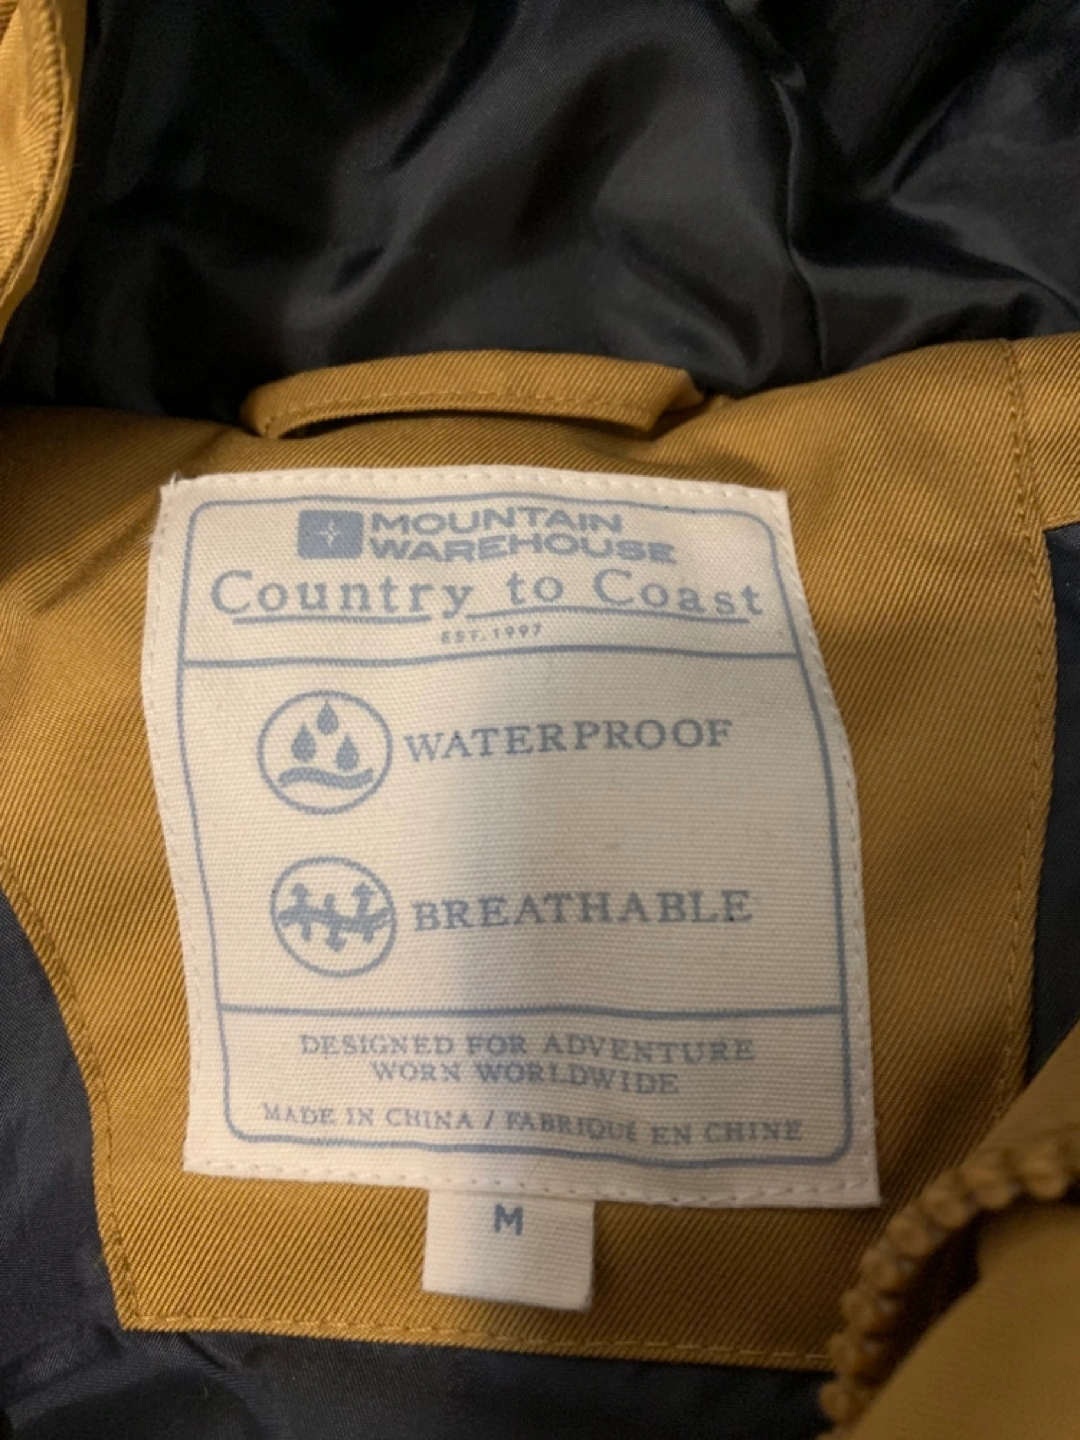 MOUNTAIN
WAREHOUSE
Country to Coast
EST. 1997
WATERPROOF
BREATHABLE
DESIGNED FOR ADVENTURE
WORN WORLDWIDE
MADE IN CHINA / FABRIQUÉ EN CHINE
M